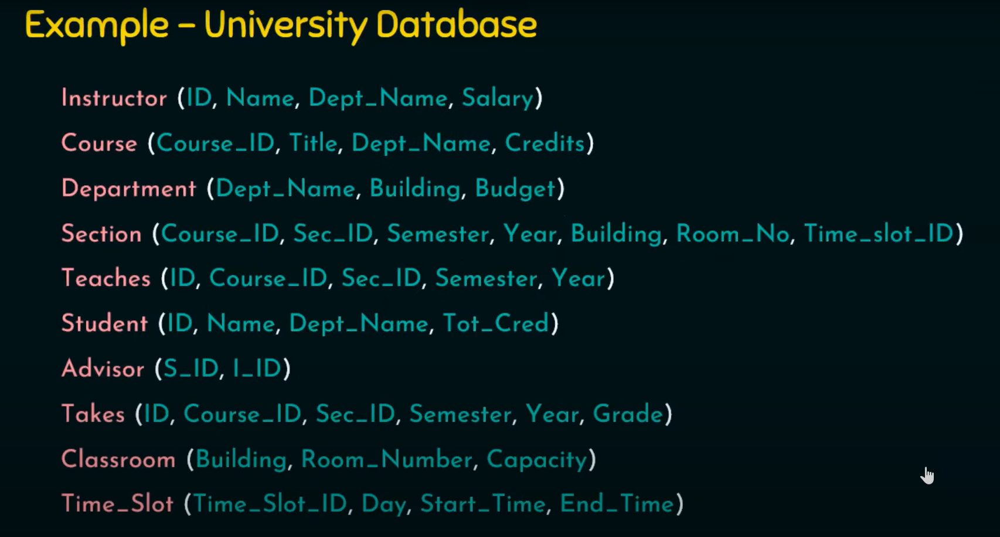 Example – University Database
Instructor (ID, Name, Dept_Name, Salary)
Course (Course_ID, Title, Dept_Name, Credits)
Department (Dept_Name, Building, Budget)
Section (Course_ID, Sec_ID, Semester, Year, Building, Room_No, Time_slot_ID)
Teaches (ID, Course_ID, Sec_ID, Semester, Year)
Student (ID, Name, Dept_Name, Tot_Cred)
Advisor (S_ID, I_ID)
Takes (ID, Course_ID, Sec_ID, Semester, Year, Grade)
Classroom (Building, Room_Number, Capacity)
Time_Slot (Time_Slot_ID, Day, Start_Time, End_Time)